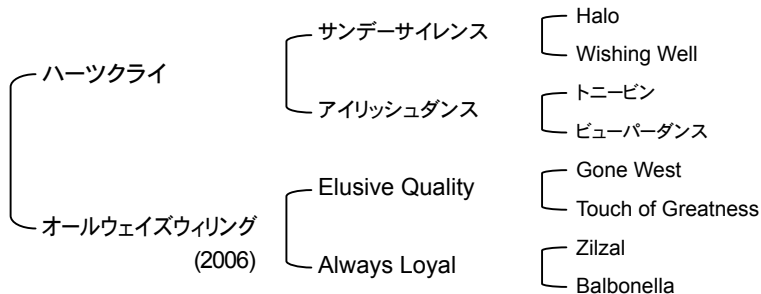 ハーツクライ
サンデーサイレンス
Halo
Wishing Well
アイリッシュダンス
トニービン
ビューパーダンス
オールウェイズウィリング
(2006)
Elusive Quality
Gone West
Touch of Greatness
Always Loyal
Zilzal
Balbonella